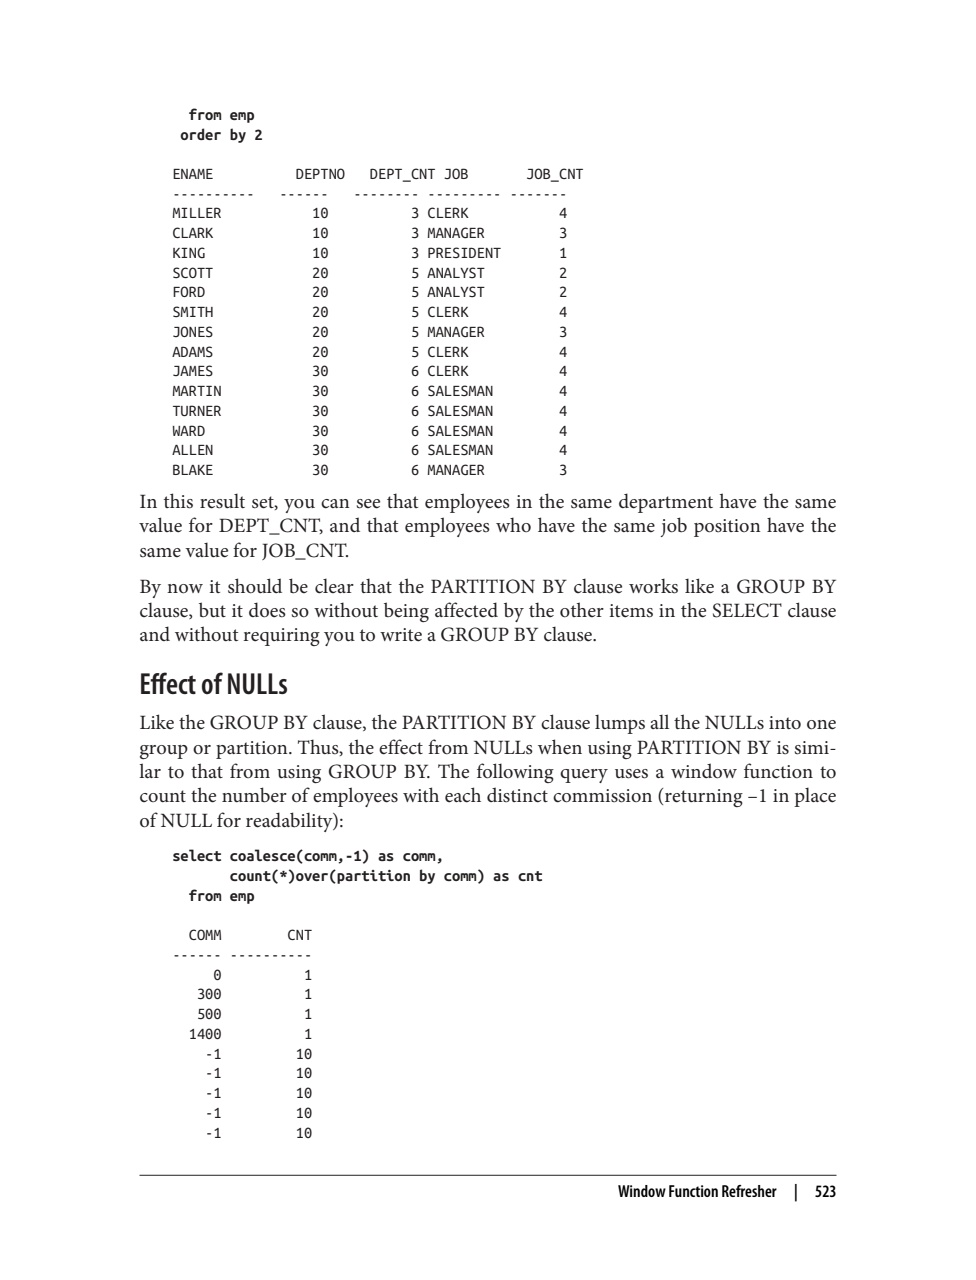 from emp
order by 2
ENAME          DEPTNO   DEPT_CNT JOB       JOB_CNT
----------   ------   -------- --------- -------
MILLER           10          3 CLERK           4
CLARK            10          3 MANAGER         3
KING             10          3 PRESIDENT       1
SCOTT            20          5 ANALYST         2
FORD             20          5 ANALYST         2
SMITH            20          5 CLERK           4
JONES            20          5 MANAGER         3
ADAMS            20          5 CLERK           4
JAMES            30          6 CLERK           4
MARTIN           30          6 SALESMAN        4
TURNER           30          6 SALESMAN        4
WARD             30          6 SALESMAN        4
ALLEN            30          6 SALESMAN        4
BLAKE            30          6 MANAGER         3
In this result set, you can see that employees in the same department have the same
value for DEPT_CNT, and that employees who have the same job position have the
same value for JOB_CNT.
By now it should be clear that the PARTITION BY clause works like a GROUP BY
clause, but it does so without being affected by the other items in the SELECT clause
and without requiring you to write a GROUP BY clause.
Effect of NULLs
Like the GROUP BY clause, the PARTITION BY clause lumps all the NULLs into one
group or partition. Thus, the effect from NULLs when using PARTITION BY is simi-
lar to that from using GROUP BY. The following query uses a window function to
count the number of employees with each distinct commission (returning –1 in place
of NULL for readability):
select coalesce(comm,-1) as comm,
count(*)over(partition by comm) as cnt
from emp
COMM        CNT
------ ----------
0          1
300          1
500          1
1400          1
-1         10
-1         10
-1         10
-1         10
-1         10
Window Function Refresher | 523